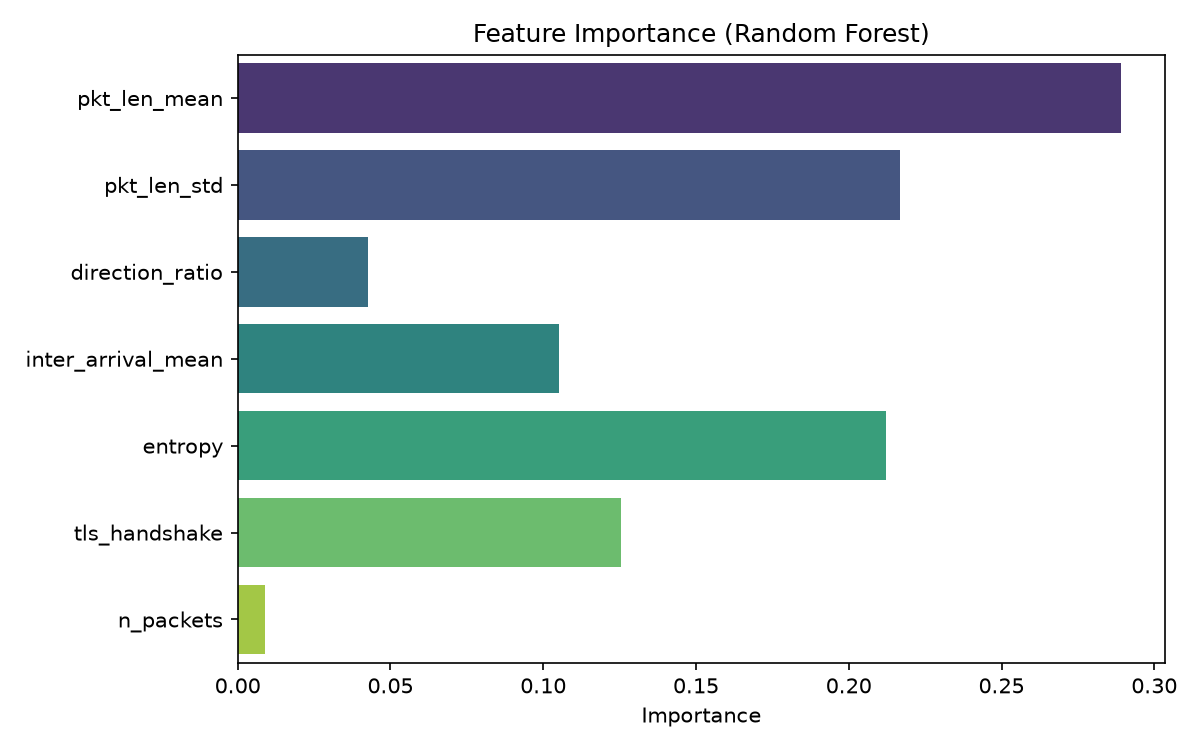 Feature Importance (Random Forest)
pkt_len_mean
pkt_len_std
direction_ratio
inter_arrival_mean
entropy
tls_handshake
n_packets
0.00 0.05 0.10 0.15 0.20 0.25 0.30
Importance